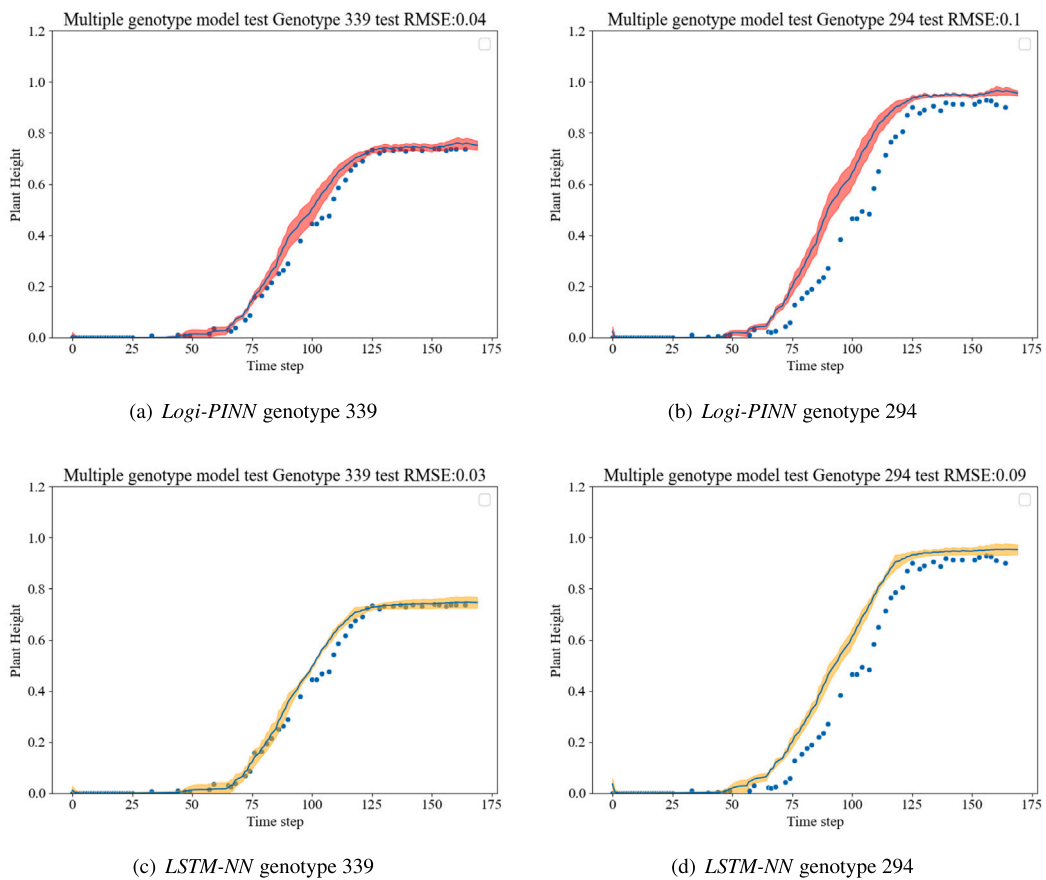 Multiple genotype model test Genotype 339 test RMSE:0.04
1.2
1.0
0.8
0.6
0.4
0.2
0.0
Plant Height
0 25 50 75 100 125 150 175
Time step
(a) Logi-PINN genotype 339
Multiple genotype model test Genotype 294 test RMSE:0.1
1.2
1.0
0.8
0.6
0.4
0.2
0.0
Plant Height
0 25 50 75 100 125 150 175
Time step
(b) Logi-PINN genotype 294
Multiple genotype model test Genotype 339 test RMSE:0.03
1.2
1.0
0.8
0.6
0.4
0.2
0.0
Plant Height
0 25 50 75 100 125 150 175
Time step
(c) LSTM-NN genotype 339
Multiple genotype model test Genotype 294 test RMSE:0.09
1.2
1.0
0.8
0.6
0.4
0.2
0.0
Plant Height
0 25 50 75 100 125 150 175
Time step
(d) LSTM-NN genotype 294